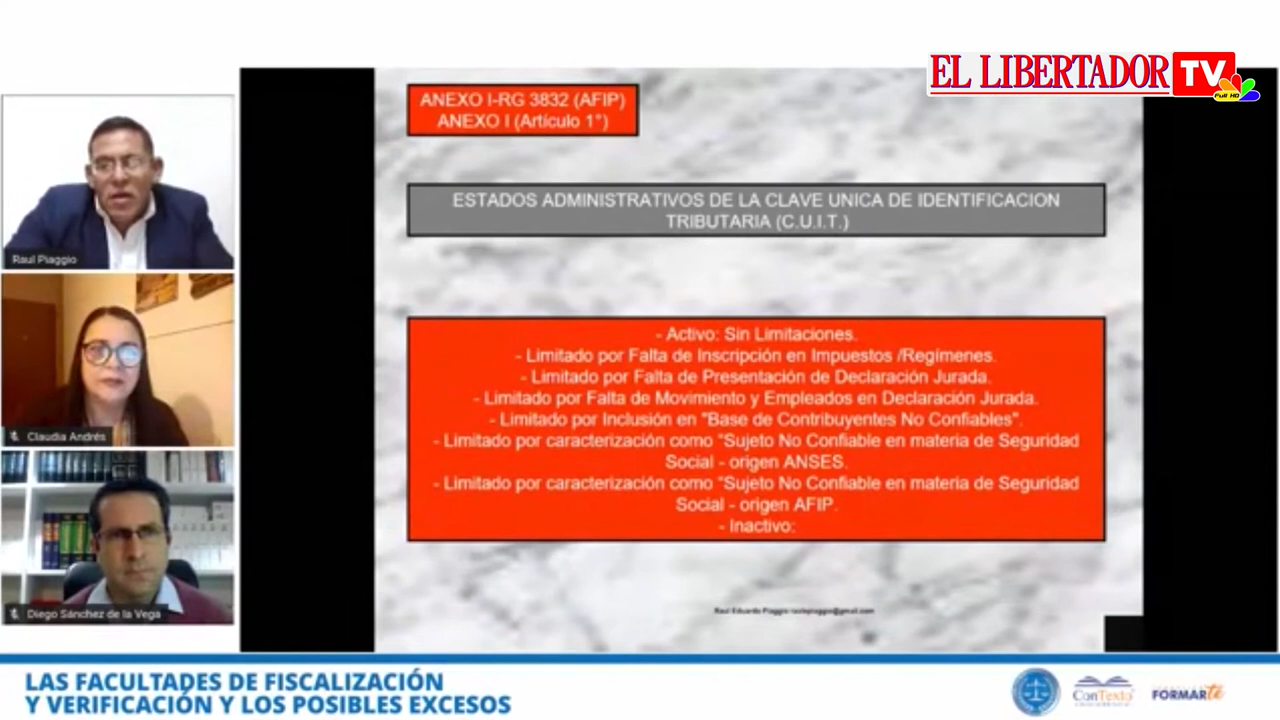 EL LIBERTADOR TV
Full HD
ANEXO I-RG 3832 (AFIP)
ANEXO I (Artículo 1°)
ESTADOS ADMINISTRATIVOS DE LA CLAVE UNICA DE IDENTIFICACION
TRIBUTARIA (C.U.I.T.)
- Activo: Sin Limitaciones.
- Limitado por Falta de Inscripción en Impuestos /Regímenes.
- Limitado por Falta de Presentación de Declaración Jurada.
- Limitado por Falta de Movimiento y Empleados en Declaración Jurada.
- Limitado por Inclusión en "Base de Contribuyentes No Confiables".
- Limitado por caracterización como "Sujeto No Confiable en materia de Seguridad
Social - origen ANSES.
- Limitado por caracterización como "Sujeto No Confiable en materia de Seguridad
Social - origen AFIP.
- Inactivo:
Raul Eduardo Piaggio
Raul Piaggio
Claudia Andrés
Diego Sánchez de la Vega
LAS FACULTADES DE FISCALIZACIÓN
Y VERIFICACIÓN Y LOS POSIBLES EXCESOS
ConTexto
FORMARTE